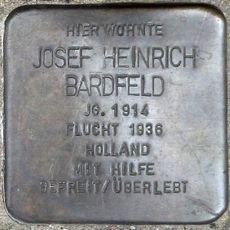 HIER WOHNTE
JOSEF HEINRICH
BARDFELD
JG. 1914
FLUCHT 1936
HOLLAND
MIT HILFE
BEFREIT/ÜBERLEBT